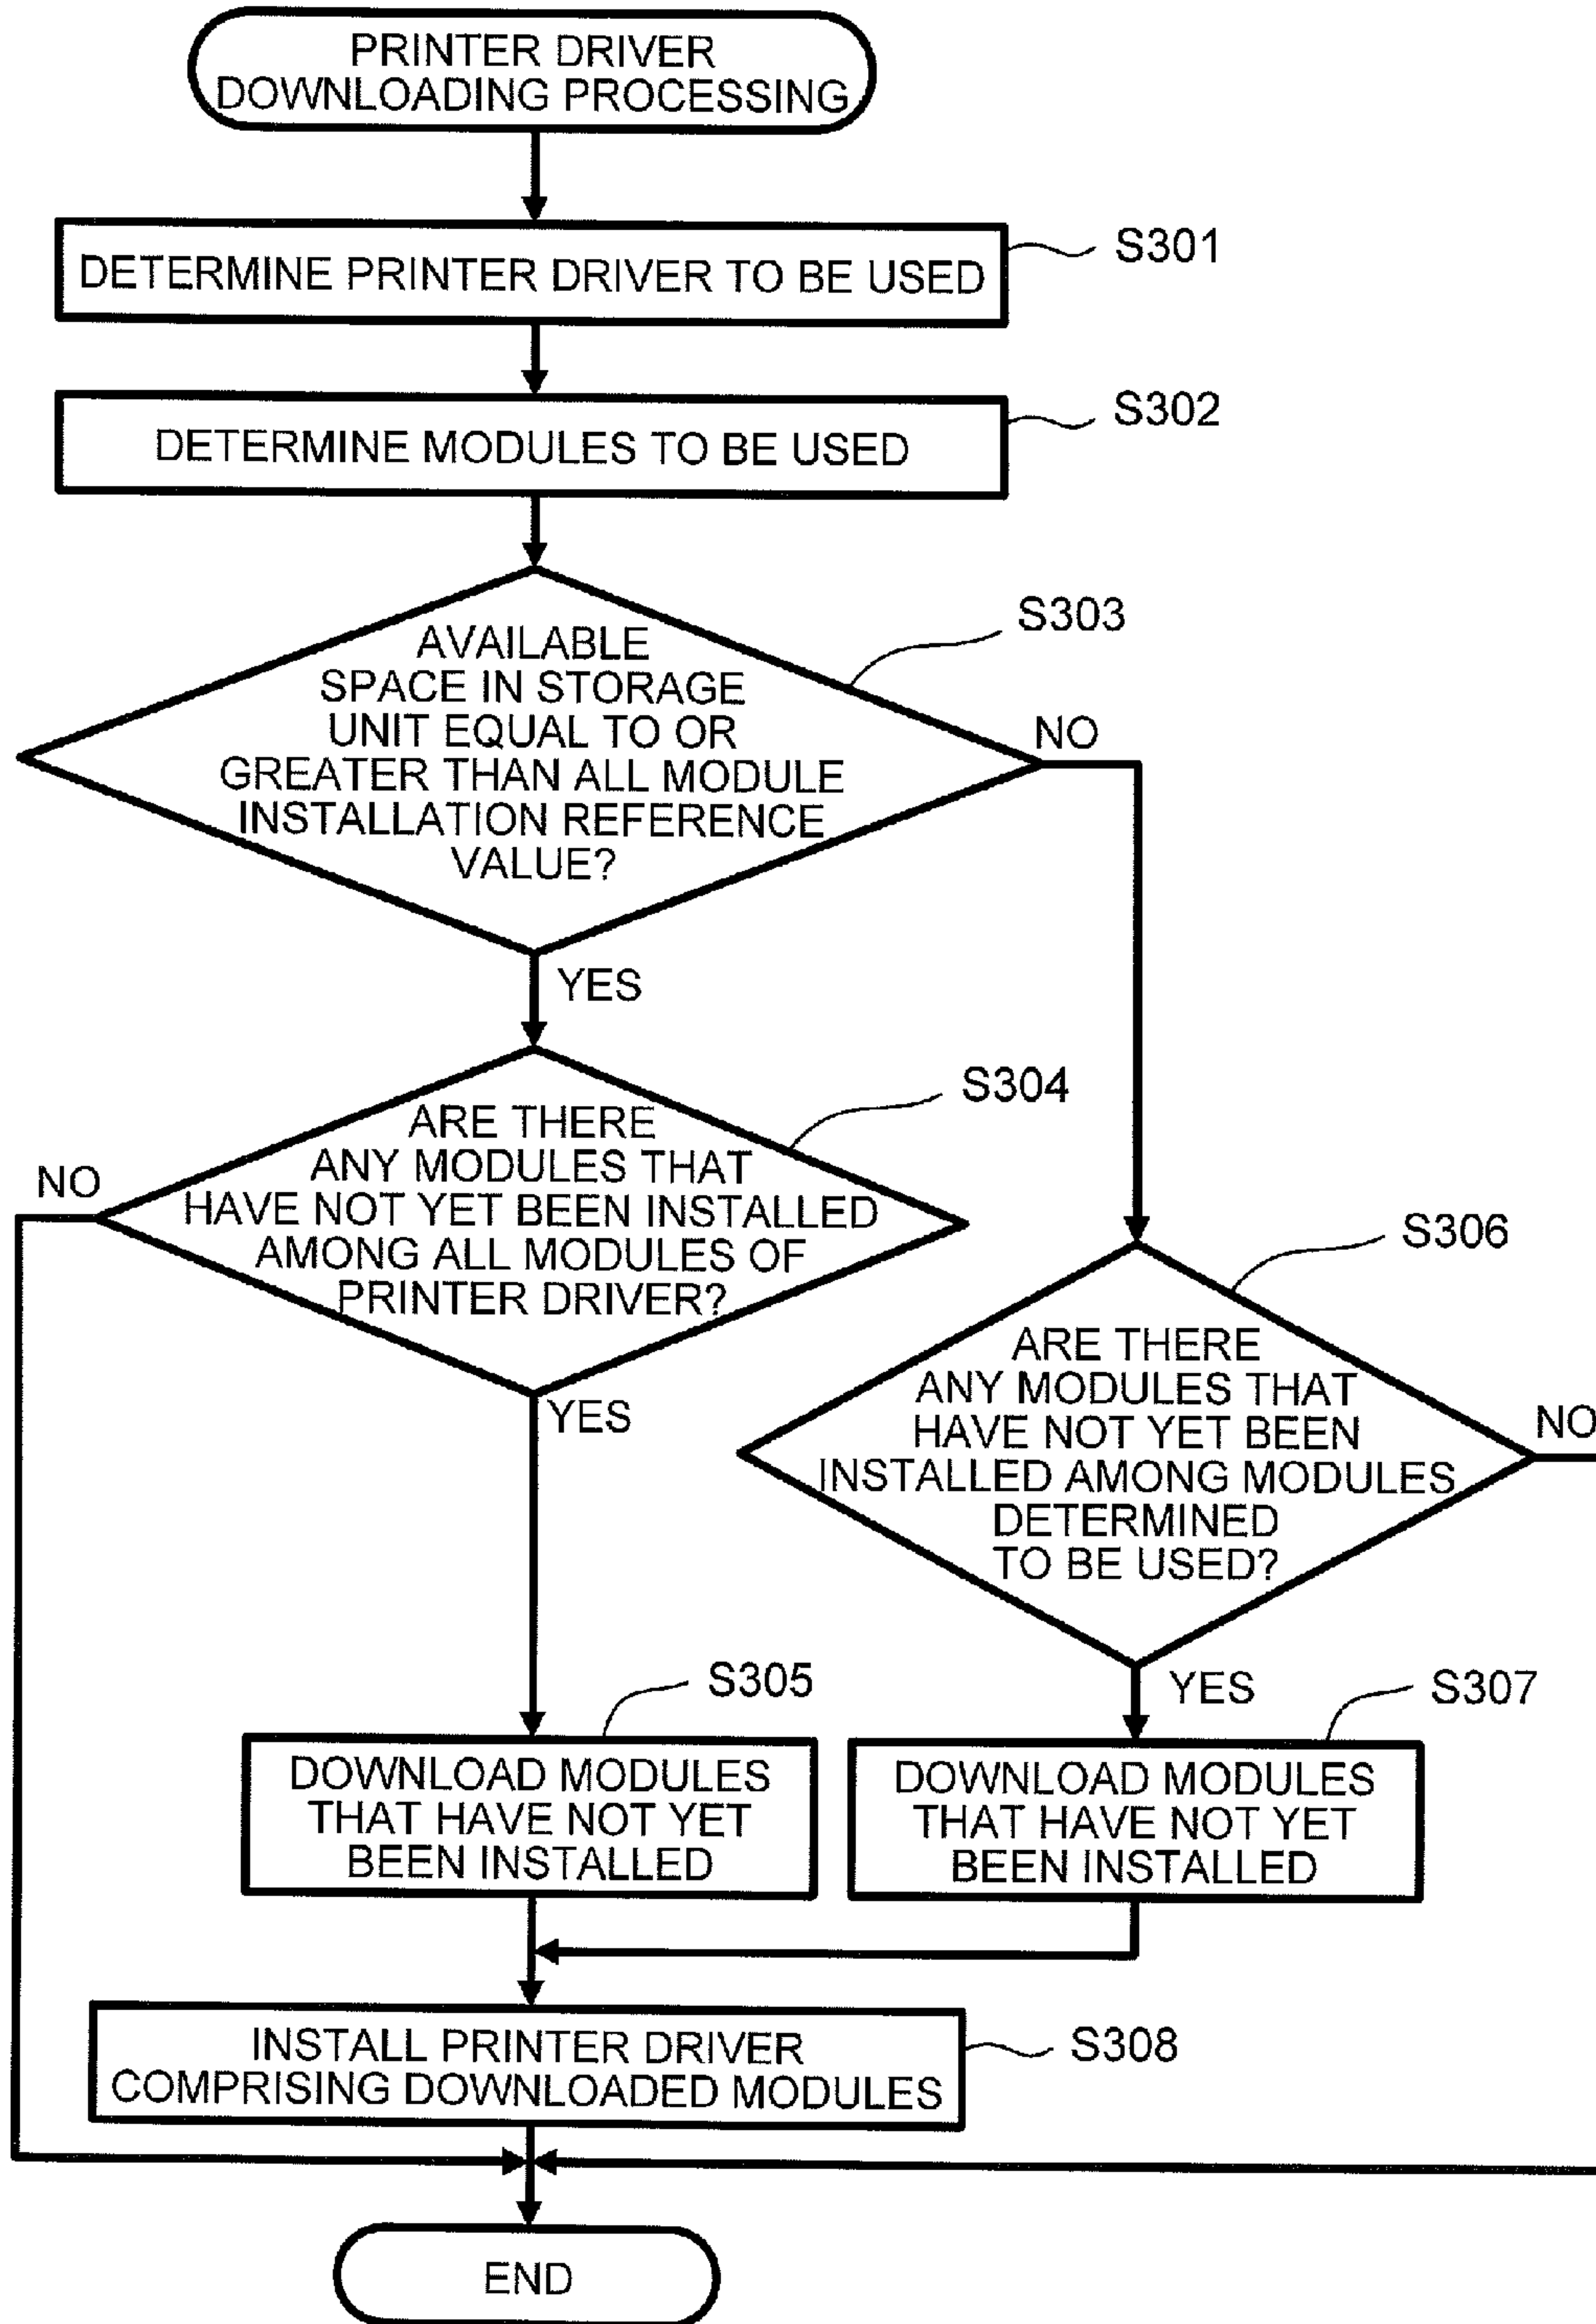 PRINTER DRIVER
DOWNLOADING PROCESSING
DETERMINE PRINTER DRIVER TO BE USED
S301
DETERMINE MODULES TO BE USED
S302
AVAILABLE
SPACE IN STORAGE
UNIT EQUAL TO OR
GREATER THAN ALL MODULE
INSTALLATION REFERENCE
VALUE?
S303
NO
YES
ARE THERE
ANY MODULES THAT
HAVE NOT YET BEEN INSTALLED
AMONG ALL MODULES OF
PRINTER DRIVER?
S304
NO
YES
ARE THERE
ANY MODULES THAT
HAVE NOT YET BEEN
INSTALLED AMONG MODULES
DETERMINED
TO BE USED?
S306
NO
YES
DOWNLOAD MODULES
THAT HAVE NOT YET
BEEN INSTALLED
S305
DOWNLOAD MODULES
THAT HAVE NOT YET
BEEN INSTALLED
S307
INSTALL PRINTER DRIVER
COMPRISING DOWNLOADED MODULES
S308
END